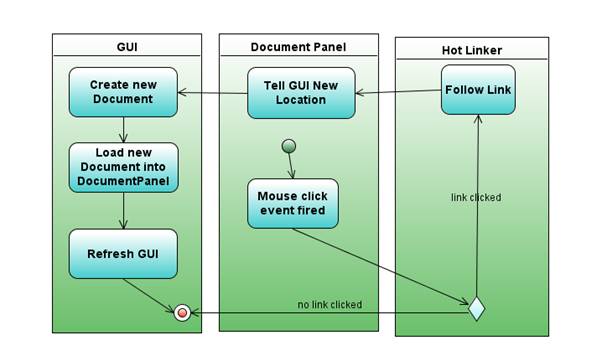 GUI
Document Panel
Hot Linker
Create new
Document
Tell GUI New
Location
Follow Link
Load new
Document into
DocumentPanel
Mouse click
event fired
link clicked
Refresh GUI
no link clicked